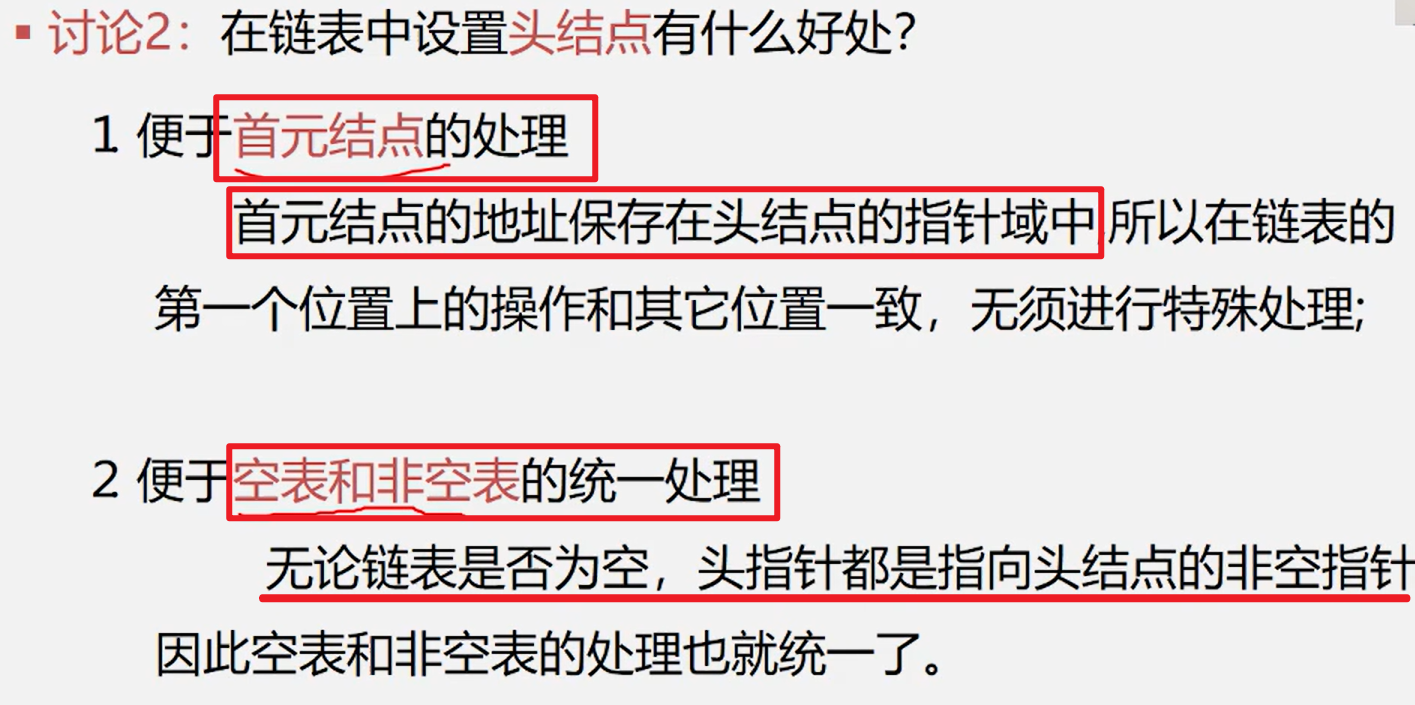 ▪ 讨论2：在链表中设置头结点有什么好处？
1 便于首元结点的处理
首元结点的地址保存在头结点的指针域中,所以在链表的
第一个位置上的操作和其它位置一致，无须进行特殊处理;
2 便于空表和非空表的统一处理
无论链表是否为空，头指针都是指向头结点的非空指针
因此空表和非空表的处理也就统一了。